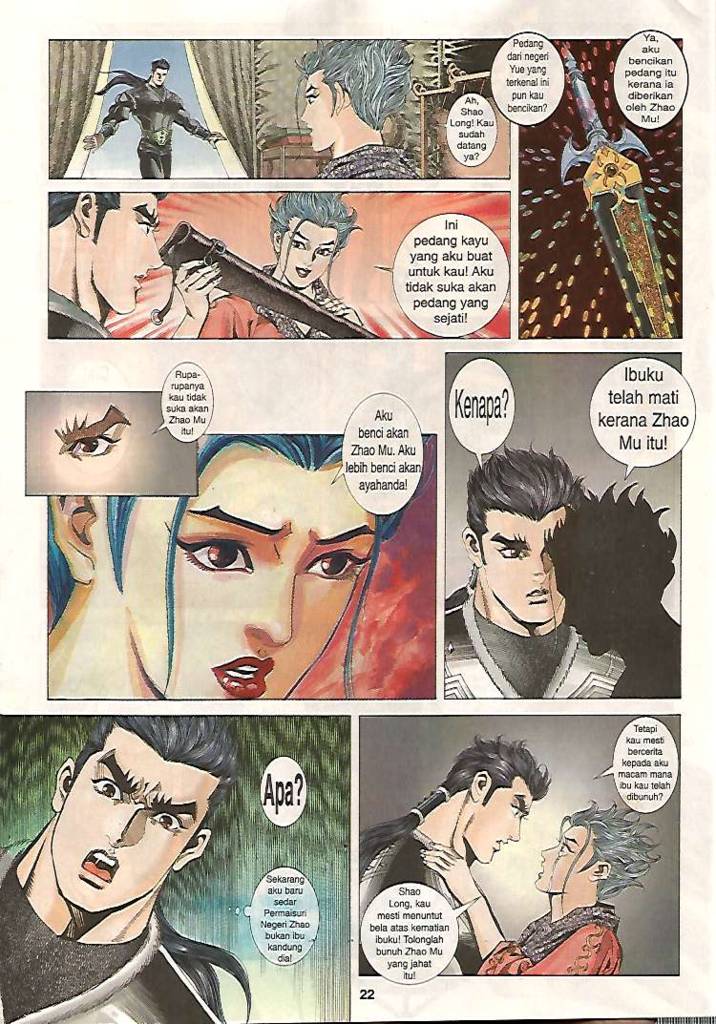 Ah,
Shao
Long! Kau
sudah
datang
ya?
Pedang
dari negeri
Yue yang
terkenal ini
pun kau
bencikan?
Ya,
aku
bencikan
pedang itu
kerana ia
diberikan
oleh Zhao
Mu!
Ini
pedang kayu
yang aku buat
untuk kau! Aku
tidak suka akan
pedang yang
sejati!
Rupa-
rupanya
kau tidak
suka akan
Zhao Mu
itu!
Aku
benci akan
Zhao Mu. Aku
lebih benci akan
ayahanda!
Kenapa?
Ibuku
telah mati
kerana Zhao
Mu itu!
Apa?
Sekarang
aku baru
sedar
Permaisuri
Negeri Zhao
bukan ibu
kandung
dia!
Tetapi
kau mesti
bercerita
kepada aku
macam mana
ibu kau telah
dibunuh?
Shao
Long, kau
mesti menuntut
bela atas kematian
ibuku! Tolonglah
bunuh Zhao Mu
yang jahat
itu!
22